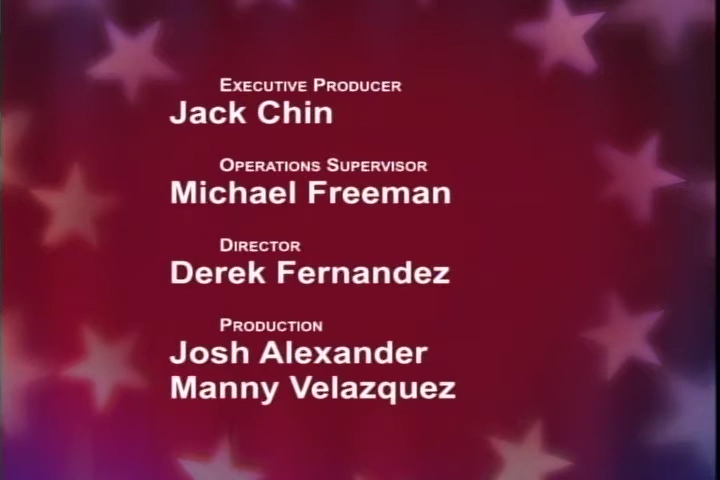 Executive Producer
Jack Chin
Operations Supervisor
Michael Freeman
Director
Derek Fernandez
Production
Josh Alexander
Manny Velazquez